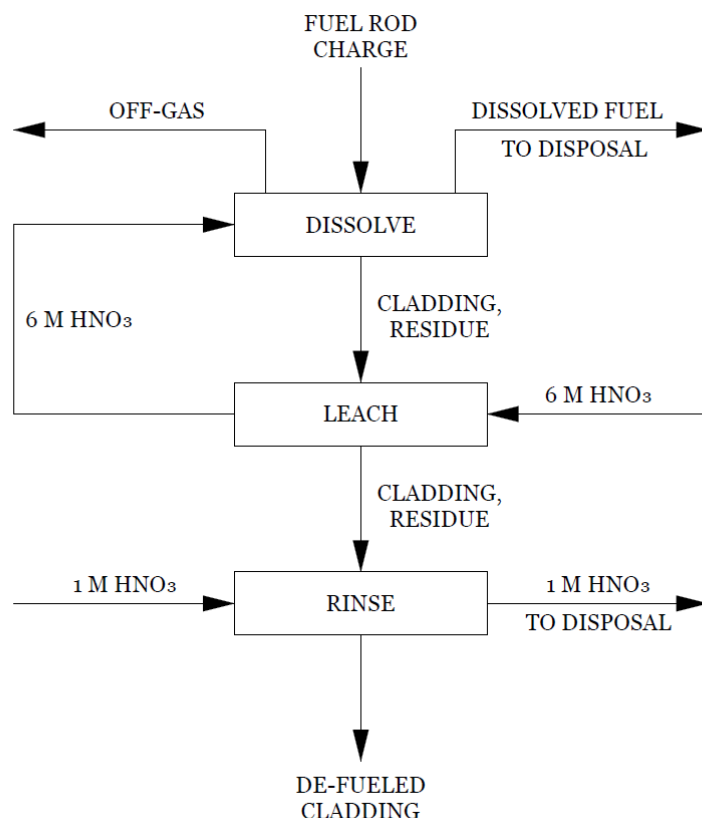 FUEL ROD
CHARGE
OFF-GAS
DISSOLVED FUEL
TO DISPOSAL
DISSOLVE
6 M HNO₃
CLADDING,
RESIDUE
LEACH
6 M HNO₃
CLADDING,
RESIDUE
1 M HNO₃
RINSE
1 M HNO₃
TO DISPOSAL
DE-FUELED
CLADDING